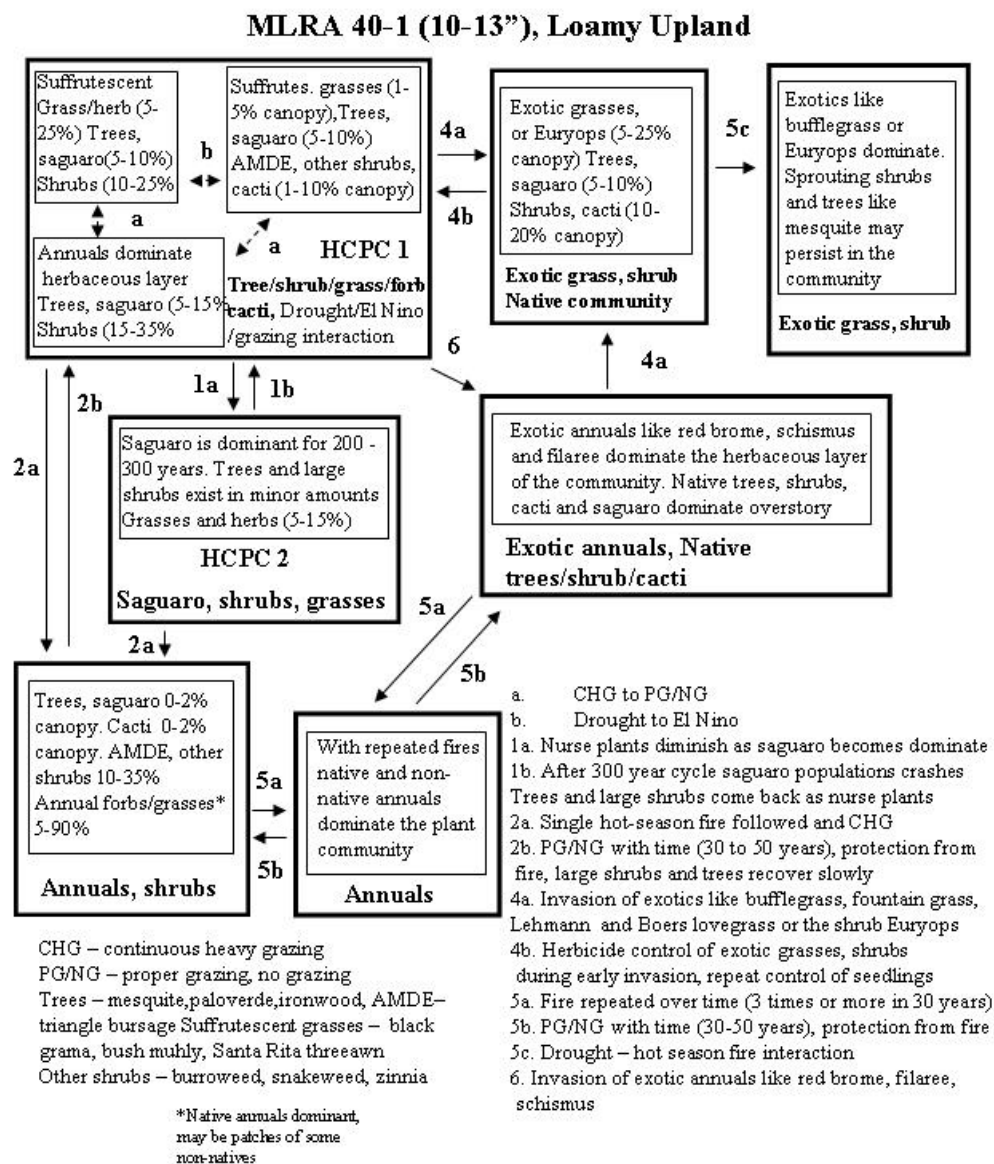 MLRA 40-1 (10-13”), Loamy Upland
Suffrutescent
Grass/herb (5-
25%) Trees,
saguaro(5-10%)
Shrubs (10-25%
b
a
Suffrutes. grasses (1-
5% canopy),Trees,
saguaro (5-10%)
AMDE, other shrubs,
cacti (1-10% canopy)
a
HCPC 1
Annuals dominate
herbaceous layer
Trees, saguaro (5-15%
Shrubs (15-35%
Tree/shrub/grass/forb
cacti, Drought/El Nino
/grazing interaction
4a
4b
Exotic grasses,
or Euryops (5-25%
canopy) Trees,
saguaro (5-10%)
Shrubs, cacti (10-
20% canopy)
Exotic grass, shrub
Native community
5c
Exotics like
bufflegrass or
Euryops dominate.
Sprouting shrubs
and trees like
mesquite may
persist in the
community
Exotic grass, shrub
6
4a
1a
1b
2b
2a
Saguaro is dominant for 200 -
300 years. Trees and large
shrubs exist in minor amounts
Grasses and herbs (5-15%)
HCPC 2
Saguaro, shrubs, grasses
Exotic annuals like red brome, schismus
and filaree dominate the herbaceous layer
of the community. Native trees, shrubs,
cacti and saguaro dominate overstory
Exotic annuals, Native
trees/shrub/cacti
2a
5a
5b
Trees, saguaro 0-2%
canopy. Cacti 0-2%
canopy. AMDE, other
shrubs 10-35%
Annual forbs/grasses*
5-90%
Annuals, shrubs
5a
5b
With repeated fires
native and non-
native annuals
dominate the plant
community
Annuals
a. CHG to PG/NG
b. Drought to El Nino
1a. Nurse plants diminish as saguaro becomes dominate
1b. After 300 year cycle saguaro populations crashes
Trees and large shrubs come back as nurse plants
2a. Single hot-season fire followed and CHG
2b. PG/NG with time (30 to 50 years), protection from
fire, large shrubs and trees recover slowly
4a. Invasion of exotics like bufflegrass, fountain grass,
Lehmann and Boers lovegrass or the shrub Euryops
4b. Herbicide control of exotic grasses, shrubs
during early invasion, repeat control of seedlings
5a. Fire repeated over time (3 times or more in 30 years)
5b. PG/NG with time (30-50 years), protection from fire
5c. Drought – hot season fire interaction
6. Invasion of exotic annuals like red brome, filaree,
schismus
CHG – continuous heavy grazing
PG/NG – proper grazing, no grazing
Trees – mesquite,paloverde,ironwood, AMDE–
triangle bursage Suffrutescent grasses – black
grama, bush muhly, Santa Rita threeawn
Other shrubs – burroweed, snakeweed, zinnia
*Native annuals dominant,
may be patches of some
non-natives